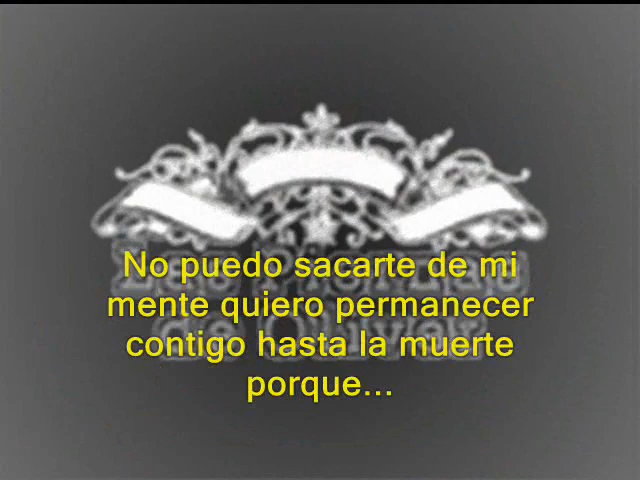 No puedo sacarte de mi
mente quiero permanecer
contigo hasta la muerte
porque...